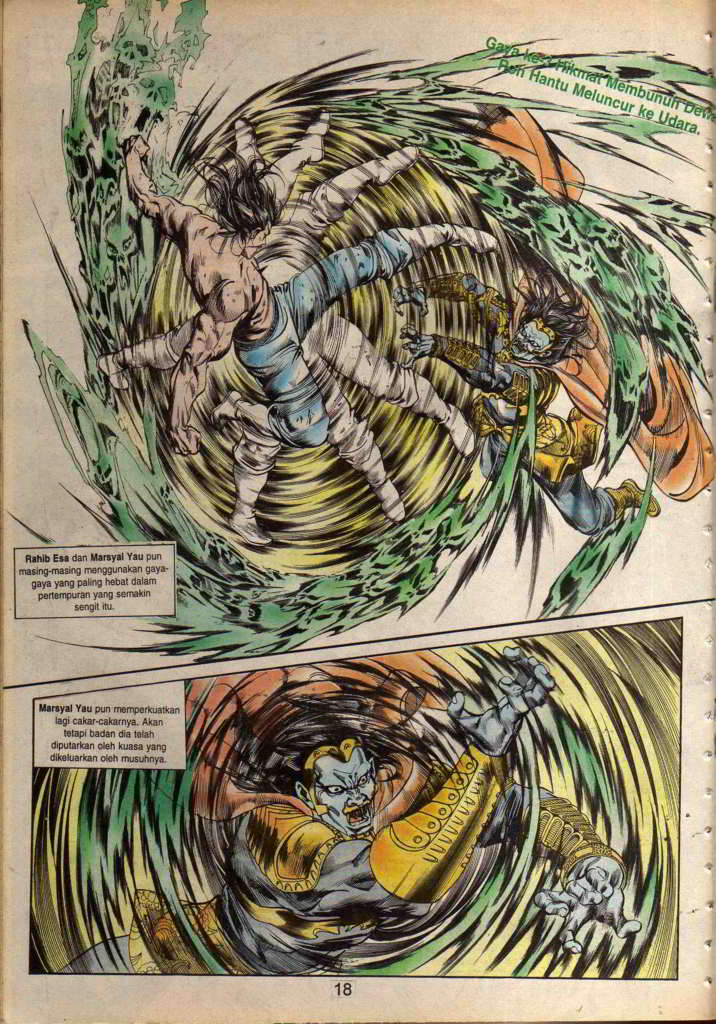 Gaya ke-7 Hikmat Membunuh Dewa
Roh Hantu Meluncur ke Udara.
Rahib Esa dan Marsyal Yau pun
masing-masing menggunakan gaya-
gaya yang paling hebat dalam
pertempuran yang semakin
sengit itu.
Marsyal Yau pun memperkuatkan
lagi cakar-cakarnya. Akan
tetapi badan dia telah
diputarkan oleh kuasa yang
dikeluarkan oleh musuhnya.
18